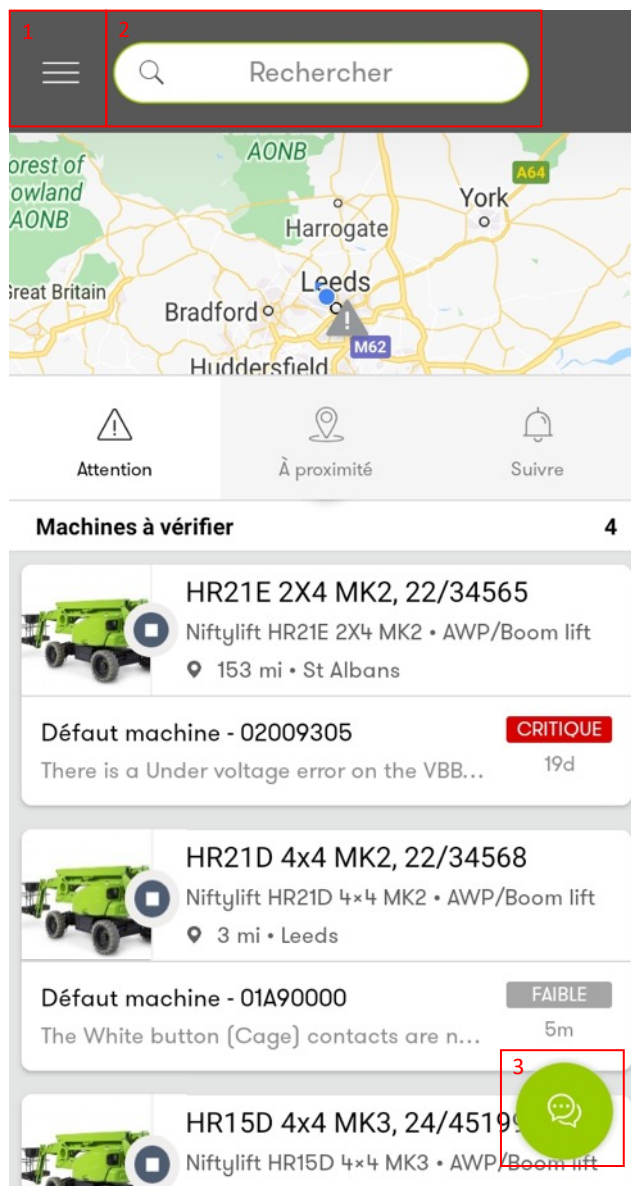 1
2
Rechercher
orest of
owland
AONB
AONB
A64
York
Harrogate
Great Britain
Leeds
Bradford
M62
Huddersfield
Attention
À proximité
Suivre
Machines à vérifier 4
HR21E 2X4 MK2, 22/34565
Niftylift HR21E 2X4 MK2 • AWP/Boom lift
153 mi • St Albans
Défaut machine - 02009305 CRITIQUE
There is a Under voltage error on the VBB... 19d
HR21D 4x4 MK2, 22/34568
Niftylift HR21D 4×4 MK2 • AWP/Boom lift
3 mi • Leeds
Défaut machine - 01A90000 FAIBLE
The White button (Cage) contacts are n... 5m
3
HR15D 4x4 MK3, 24/45199
Niftylift HR15D 4×4 MK3 • AWP/Boom lift